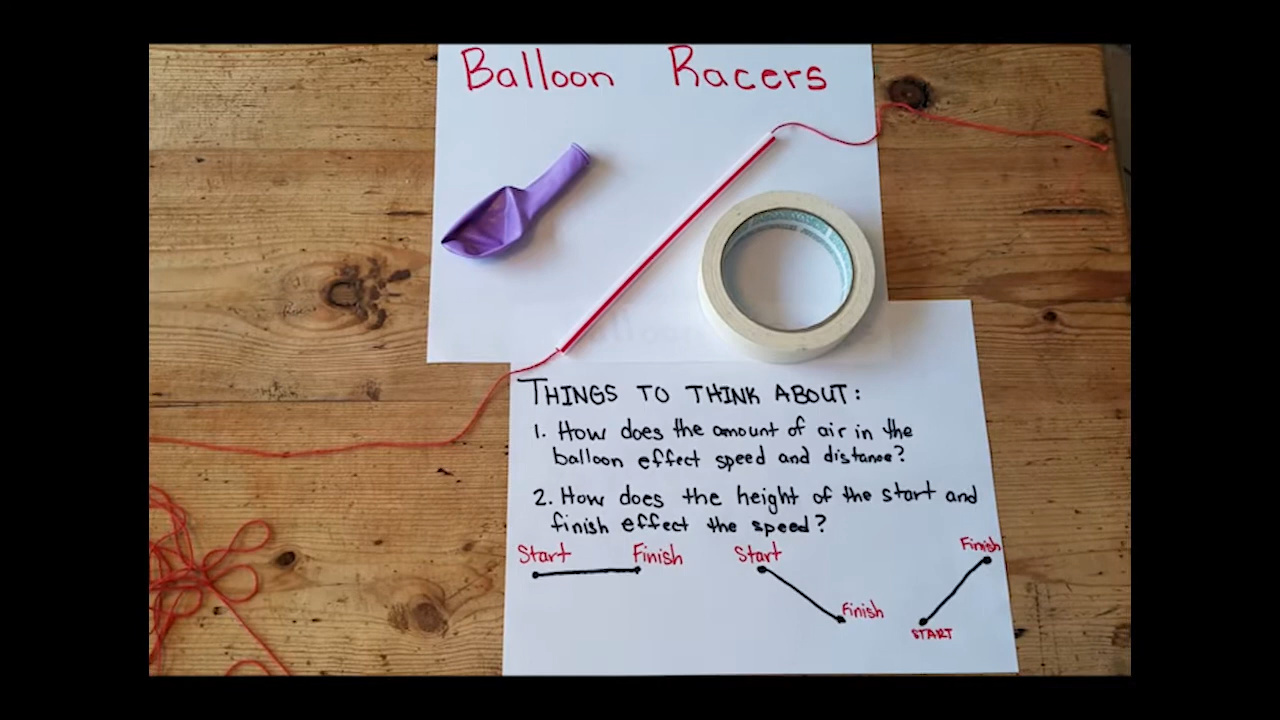 Balloon Racers
THINGS TO THINK ABOUT:
1. How does the amount of air in the
balloon effect speed and distance?
2. How does the height of the start and
finish effect the speed?
Start Finish Start Finish
Finish START